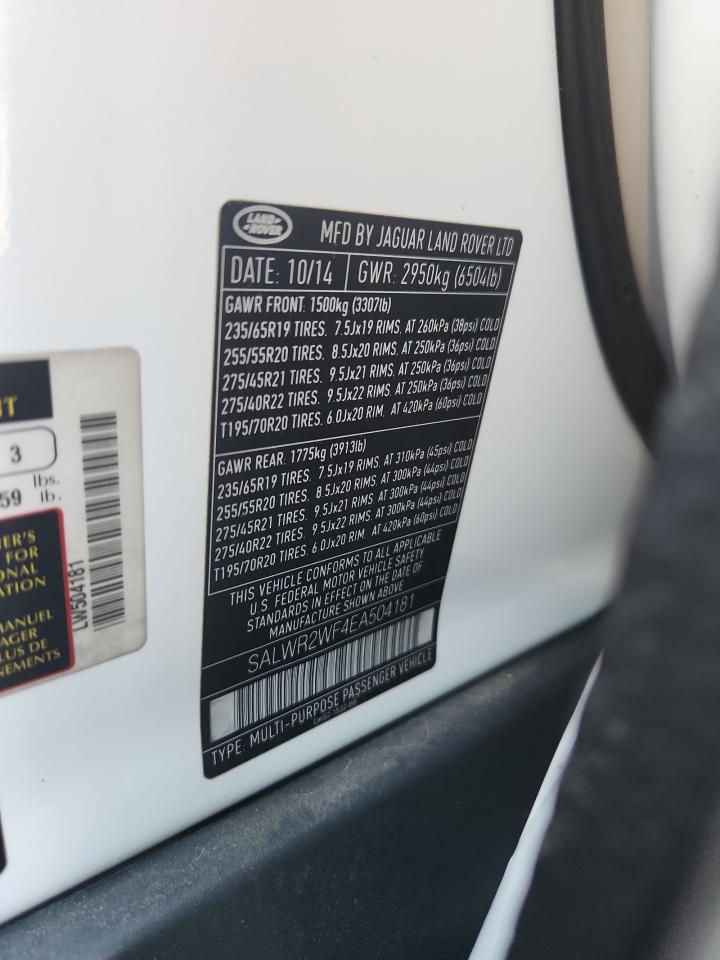 LAND-
ROVER
MFD BY JAGUAR LAND ROVER LTD
DATE: 10/14 GWR: 2950kg (6504lb)
GAWR FRONT: 1500kg (3307lb)
235/65R19 TIRES. 7.5Jx19 RIMS. AT 260kPa (38psi) COLD
255/55R20 TIRES. 8.5Jx20 RIMS. AT 250kPa (36psi) COLD
275/45R21 TIRES. 9.5Jx21 RIMS. AT 250kPa (36psi) COLD
275/40R22 TIRES. 9.5Jx22 RIMS. AT 250kPa (36psi) COLD
T195/70R20 TIRES. 6.0Jx20 RIM. AT 420kPa (60psi) COLD
GAWR REAR: 1775kg (3913lb)
235/65R19 TIRES. 7.5Jx19 RIMS. AT 310kPa (45psi) COLD
255/55R20 TIRES. 8.5Jx20 RIMS. AT 300kPa (44psi) COLD
275/45R21 TIRES. 9.5Jx21 RIMS. AT 300kPa (44psi) COLD
275/40R22 TIRES. 9.5Jx22 RIMS. AT 300kPa (44psi) COLD
T195/70R20 TIRES. 6.0Jx20 RIM. AT 420kPa (60psi) COLD
THIS VEHICLE CONFORMS TO ALL APPLICABLE
U.S. FEDERAL MOTOR VEHICLE SAFETY
STANDARDS IN EFFECT ON THE DATE OF
MANUFACTURE SHOWN ABOVE
SALWR2WF4EA504181
TYPE: MULTI-PURPOSE PASSENGER VEHICLE
NT
3
lbs.
59 lb.
ER'S
FOR
ONAL
ATION
MANUEL
AGER
LUS DE
NEMENTS
LW504181